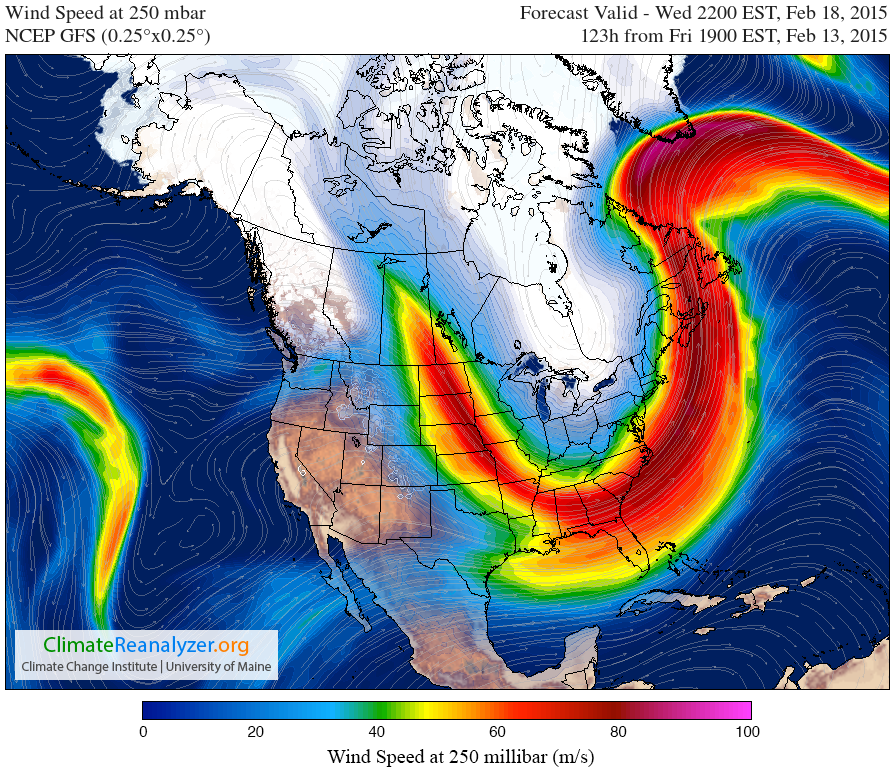 Wind Speed at 250 mbar
Forecast Valid - Wed 2200 EST, Feb 18, 2015
NCEP GFS (0.25°x0.25°)
123h from Fri 1900 EST, Feb 13, 2015
ClimateReanalyzer.org
Climate Change Institute | University of Maine
0 20 40 60 80 100
Wind Speed at 250 millibar (m/s)